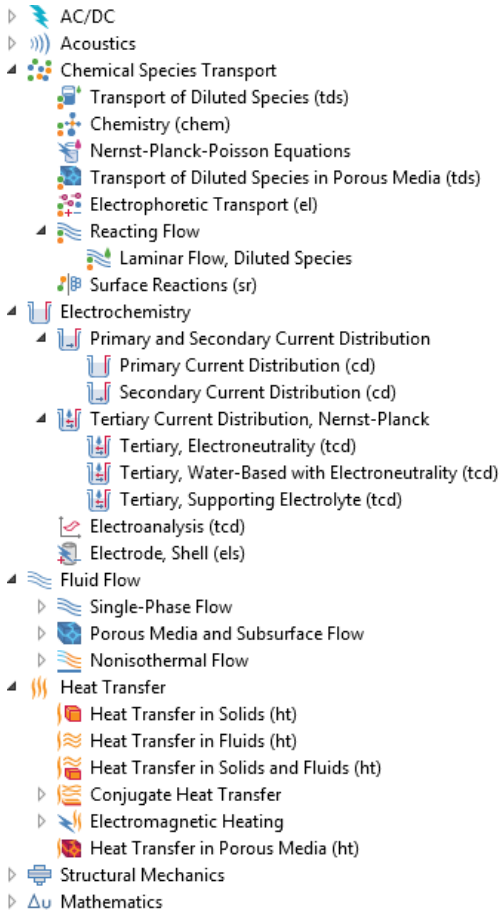 AC/DC
Acoustics
Chemical Species Transport
Transport of Diluted Species (tds)
Chemistry (chem)
Nernst-Planck-Poisson Equations
Transport of Diluted Species in Porous Media (tds)
Electrophoretic Transport (el)
Reacting Flow
Laminar Flow, Diluted Species
Surface Reactions (sr)
Electrochemistry
Primary and Secondary Current Distribution
Primary Current Distribution (cd)
Secondary Current Distribution (cd)
Tertiary Current Distribution, Nernst-Planck
Tertiary, Electroneutrality (tcd)
Tertiary, Water-Based with Electroneutrality (tcd)
Tertiary, Supporting Electrolyte (tcd)
Electroanalysis (tcd)
Electrode, Shell (els)
Fluid Flow
Single-Phase Flow
Porous Media and Subsurface Flow
Nonisothermal Flow
Heat Transfer
Heat Transfer in Solids (ht)
Heat Transfer in Fluids (ht)
Heat Transfer in Solids and Fluids (ht)
Conjugate Heat Transfer
Electromagnetic Heating
Heat Transfer in Porous Media (ht)
Structural Mechanics
Δu Mathematics